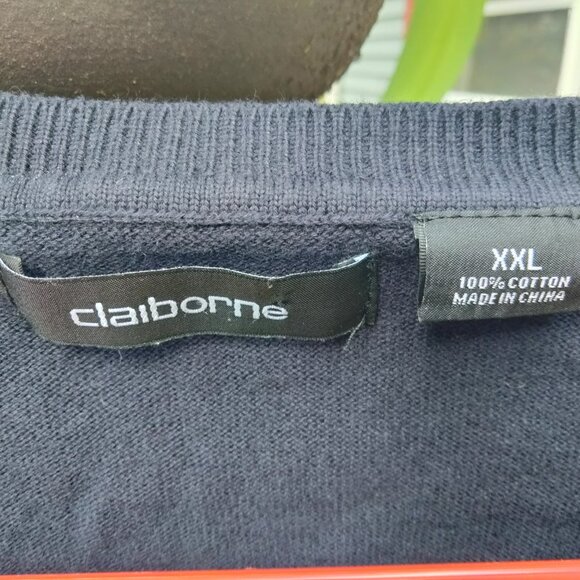 claiborne
XXL
100% COTTON
MADE IN CHINA